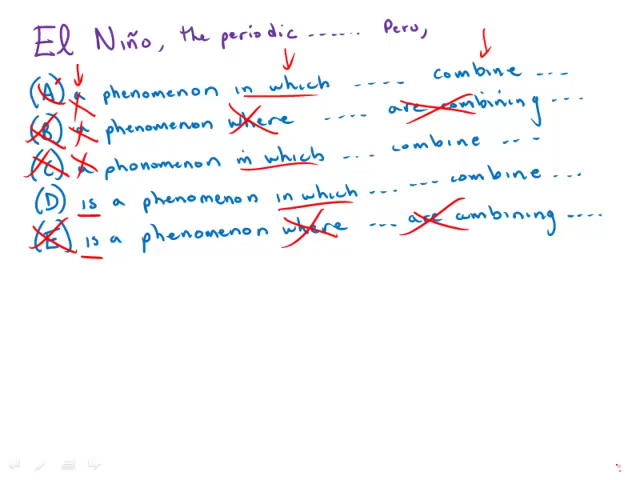 El Niño, the periodic ...... Peru,
(A) a phenomenon in which .... combine ...
(B) a phenomenon where .... are combining ...
(C) a phonomenon in which ... combine ...
(D) is a phenomenon in which ... ... combine ...
(E) is a phenomenon where ... are combining ....